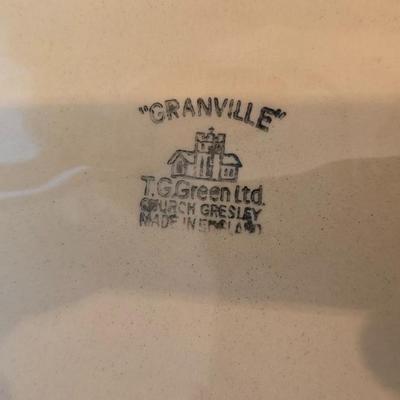 "GRANVILLE"
T.G.Green Ltd.
CHURCH GRESLEY
MADE IN ENGLAND